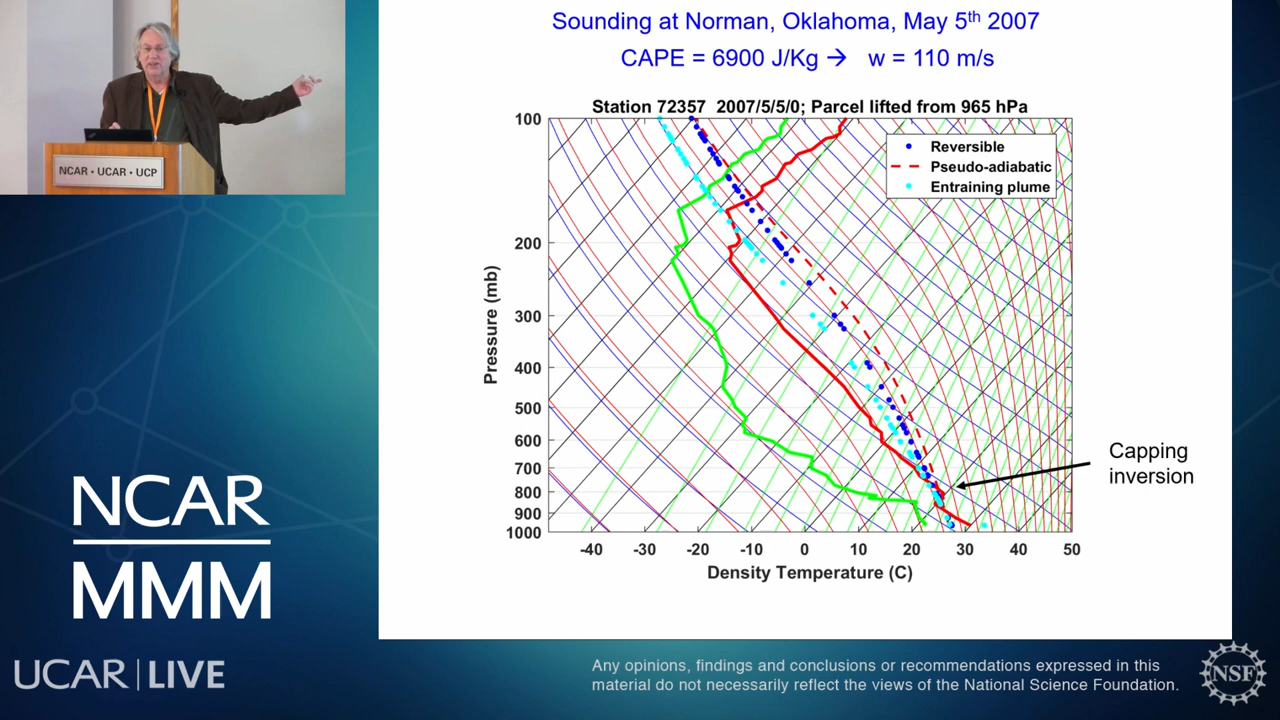 Sounding at Norman, Oklahoma, May 5th 2007
CAPE = 6900 J/Kg → w = 110 m/s
Station 72357 2007/5/5/0; Parcel lifted from 965 hPa
Reversible
Pseudo-adiabatic
Entraining plume
100
200
300
400
500
600
700
800
900
1000
Pressure (mb)
-40 -30 -20 -10 0 10 20 30 40 50
Density Temperature (C)
Capping
inversion
NCAR • UCAR • UCP
NCAR
MMM
UCAR | LIVE
Any opinions, findings and conclusions or recommendations expressed in this
material do not necessarily reflect the views of the National Science Foundation.
NSF